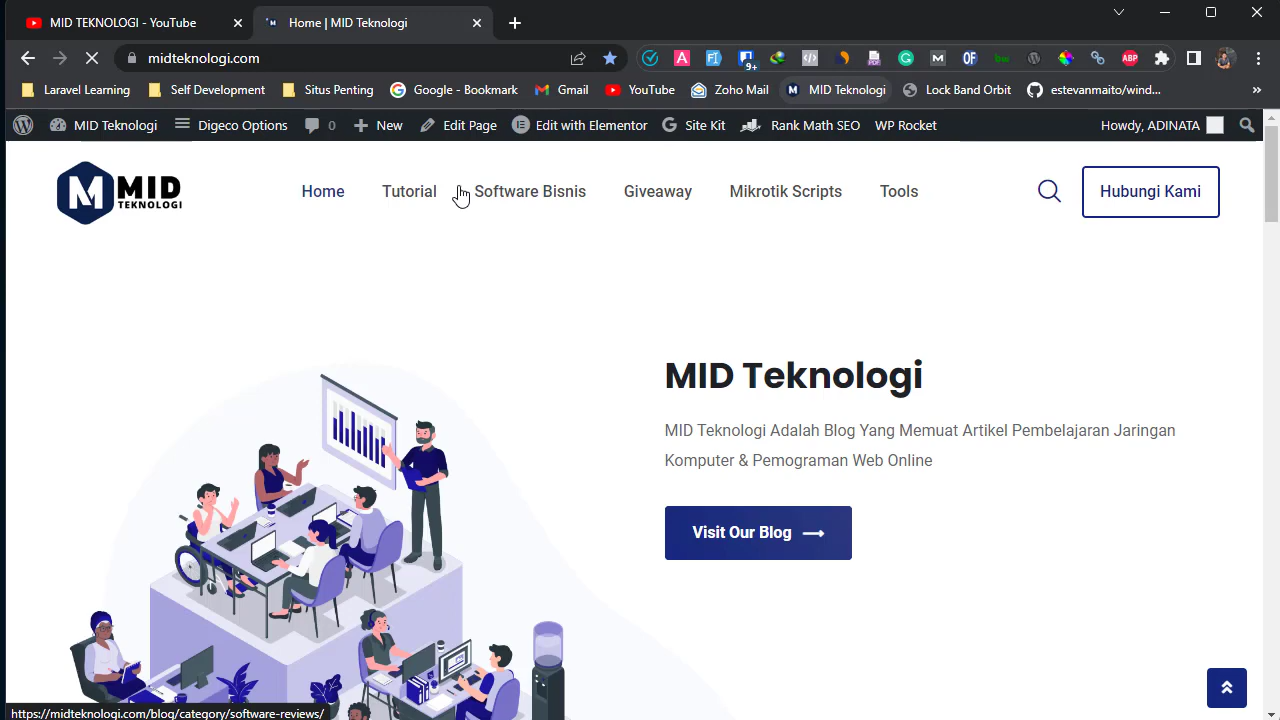 MID TEKNOLOGI - YouTube
Home | MID Teknologi
midteknologi.com
9+
ABP
Laravel Learning
Self Development
Situs Penting
Google - Bookmark
Gmail
YouTube
Zoho Mail
MID Teknologi
Lock Band Orbit
estevanmaito/wind...
MID Teknologi
Digeco Options
0
New
Edit Page
Edit with Elementor
Site Kit
Rank Math SEO
WP Rocket
Howdy, ADINATA
MID
TEKNOLOGI
Home
Tutorial
Software Bisnis
Giveaway
Mikrotik Scripts
Tools
Hubungi Kami
MID Teknologi
MID Teknologi Adalah Blog Yang Memuat Artikel Pembelajaran Jaringan
Komputer & Pemograman Web Online
Visit Our Blog
https://midteknologi.com/blog/category/software-reviews/